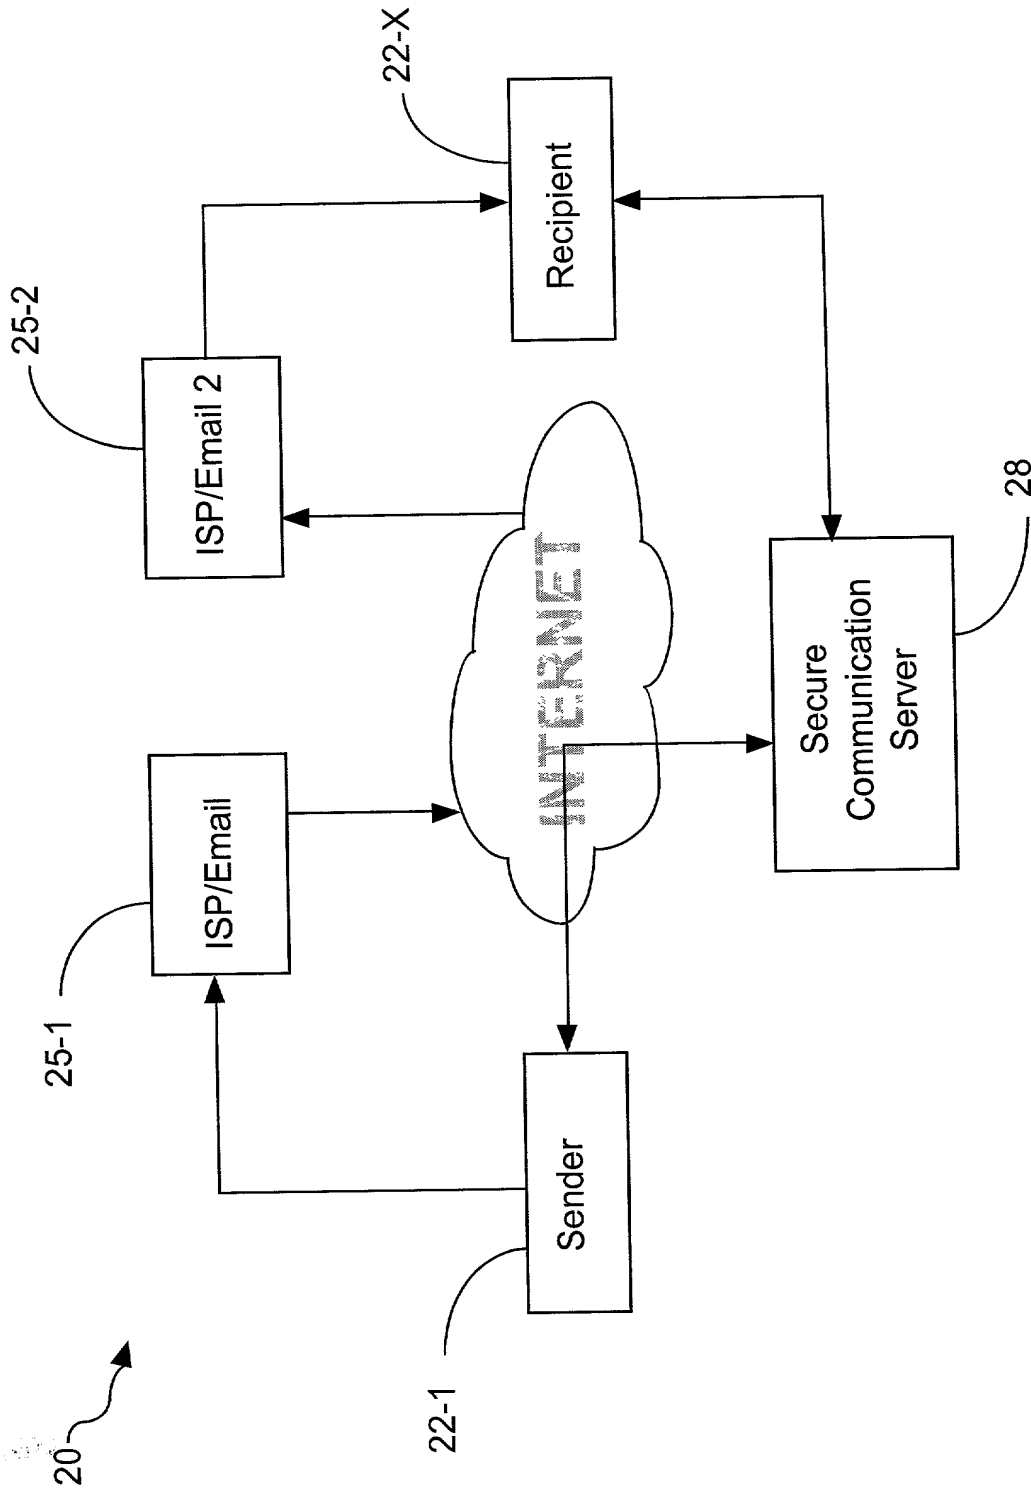 20
25-1
25-2
ISP/Email
ISP/Email 2
22-X
22-1
Sender
INTERNET
Recipient
Secure
Communication
Server
28